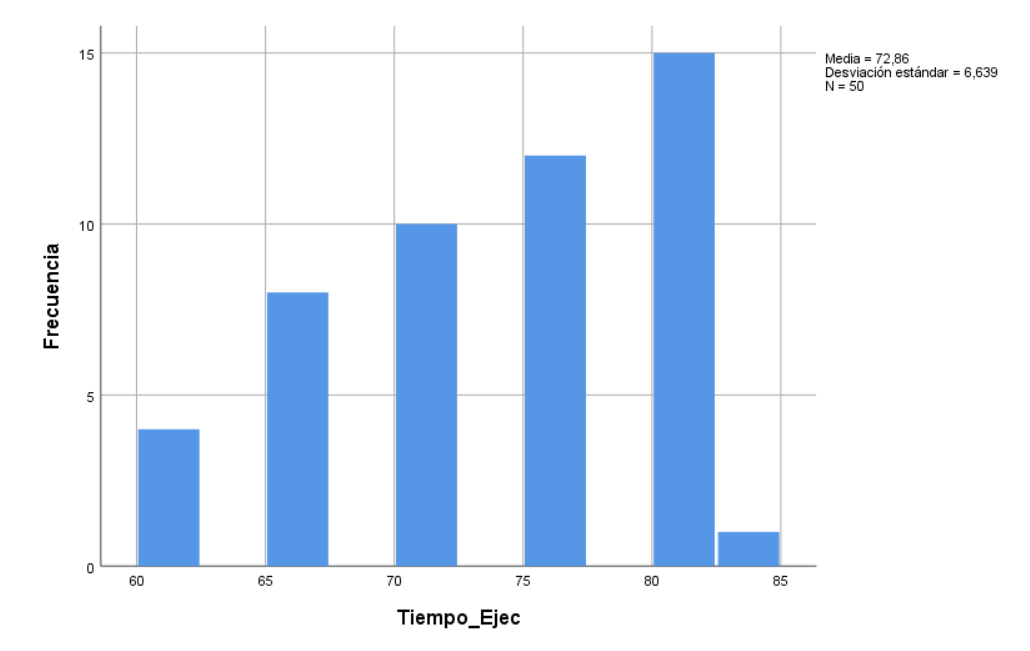 Media = 72,86
Desviación estándar = 6,639
N = 50
Frecuencia
15
10
5
0
60 65 70 75 80 85
Tiempo_Ejec